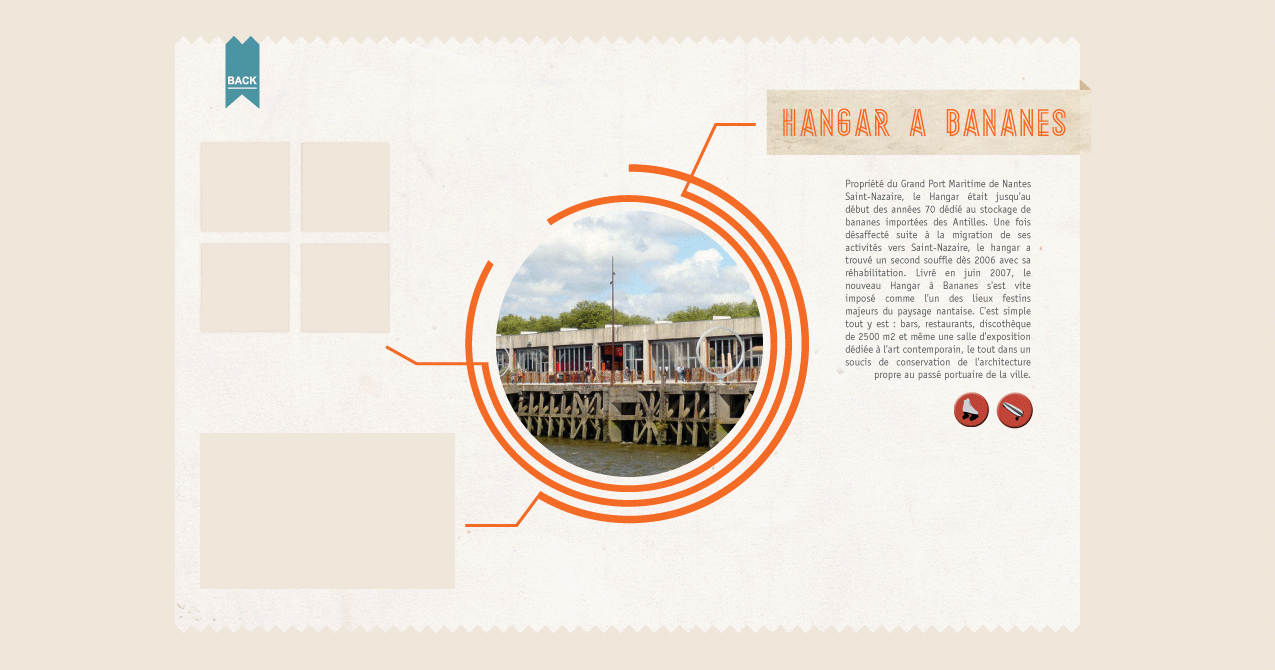 BACK
HANGAR A BANANES
Propriété du Grand Port Maritime de Nantes
Saint-Nazaire, le Hangar était jusqu'au
début des années 70 dédié au stockage de
bananes importées des Antilles. Une fois
désaffecté suite à la migration de ses
activités vers Saint-Nazaire, le hangar a
trouvé un second souffle dès 2006 avec sa
réhabilitation. Livré en juin 2007, le
nouveau Hangar à Bananes s'est vite
imposé comme l'un des lieux festins
majeurs du paysage nantaise. C'est simple
tout y est : bars, restaurants, discothèque
de 2500 m2 et même une salle d'exposition
dédiée à l'art contemporain, le tout dans un
soucis de conservation de l'architecture
propre au passé portuaire de la ville.